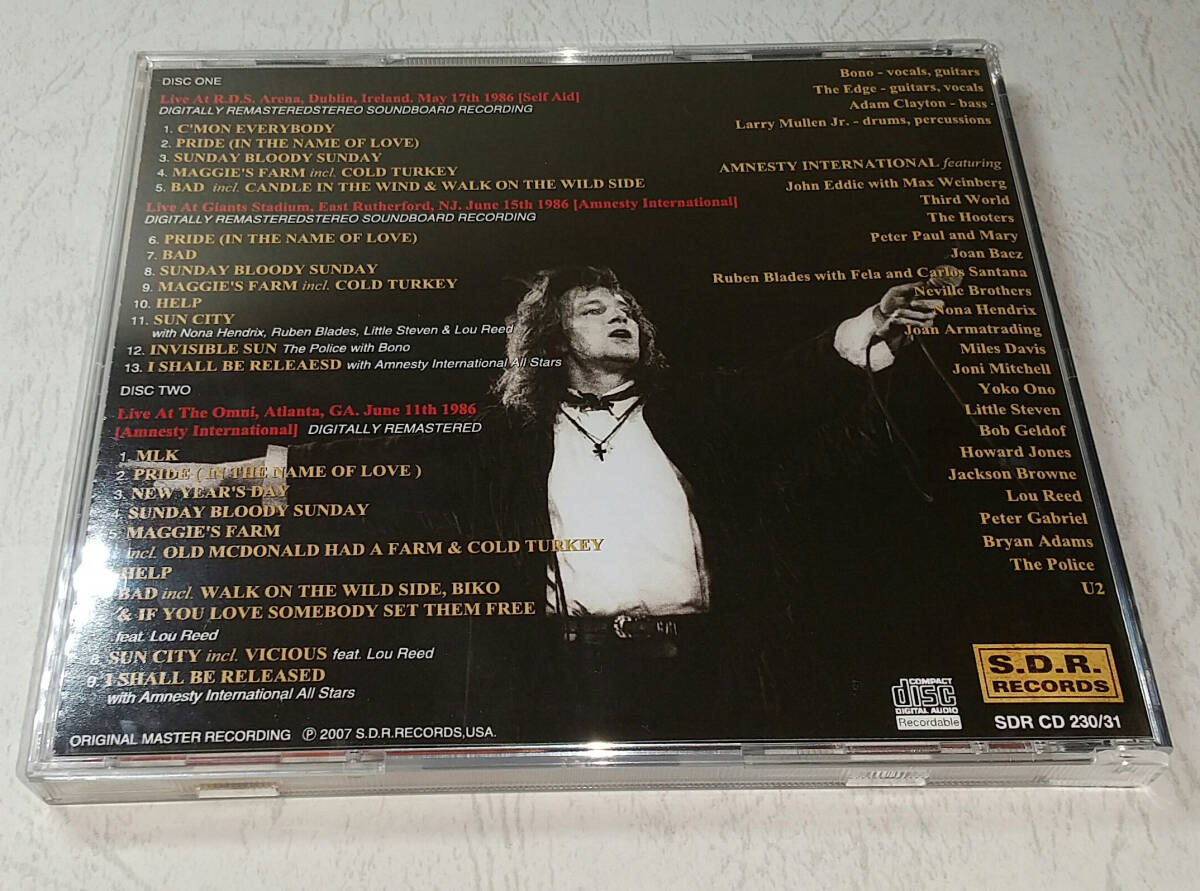 DISC ONE
Live At R.D.S. Arena, Dublin, Ireland. May 17th 1986 [Self Aid]
DIGITALLY REMASTEREDSTEREO SOUNDBOARD RECORDING
1. C'MON EVERYBODY
2. PRIDE (IN THE NAME OF LOVE)
3. SUNDAY BLOODY SUNDAY
4. MAGGIE'S FARM incl. COLD TURKEY
5. BAD incl. CANDLE IN THE WIND & WALK ON THE WILD SIDE
Live At Giants Stadium, East Rutherford, NJ. June 15th 1986 [Amnesty International]
DIGITALLY REMASTEREDSTEREO SOUNDBOARD RECORDING
6. PRIDE (IN THE NAME OF LOVE)
7. BAD
8. SUNDAY BLOODY SUNDAY
9. MAGGIE'S FARM incl. COLD TURKEY
10. HELP
11. SUN CITY
with Nona Hendrix, Ruben Blades, Little Steven & Lou Reed
12. INVISIBLE SUN The Police with Bono
13. I SHALL BE RELEAESD with Amnesty International All Stars
DISC TWO
Live At The Omni, Atlanta, GA. June 11th 1986
[Amnesty International] DIGITALLY REMASTERED
1. MLK
2. PRIDE ( IN THE NAME OF LOVE )
3. NEW YEAR'S DAY
4. SUNDAY BLOODY SUNDAY
5. MAGGIE'S FARM
incl. OLD MCDONALD HAD A FARM & COLD TURKEY
HELP
BAD incl. WALK ON THE WILD SIDE, BIKO
& IF YOU LOVE SOMEBODY SET THEM FREE
feat. Lou Reed
8. SUN CITY incl. VICIOUS feat. Lou Reed
9. I SHALL BE RELEASED
with Amnesty International All Stars
ORIGINAL MASTER RECORDING ℗ 2007 S.D.R.RECORDS,USA.
Bono - vocals, guitars
The Edge - guitars, vocals
Adam Clayton - bass
Larry Mullen Jr. - drums, percussions
AMNESTY INTERNATIONAL featuring
John Eddie with Max Weinberg
Third World
The Hooters
Peter Paul and Mary
Joan Baez
Ruben Blades with Fela and Carlos Santana
Neville Brothers
Nona Hendrix
Joan Armatrading
Miles Davis
Joni Mitchell
Yoko Ono
Little Steven
Bob Geldof
Howard Jones
Jackson Browne
Lou Reed
Peter Gabriel
Bryan Adams
The Police
U2
COMPACT
disc
DIGITAL AUDIO
Recordable
S.D.R.
RECORDS
SDR CD 230/31